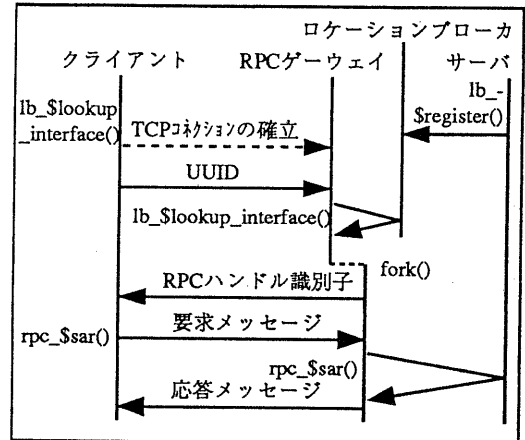 ロケーションブローカ
クライアント RPCゲーウェイ サーバ
lb_-
$register()
lb_$lookup
_interface()
TCPｺﾈｸｼｮﾝの確立
UUID
lb_$lookup_interface()
fork()
RPCハンドル識別子
要求メッセージ
rpc_$sar()
rpc_$sar()
応答メッセージ